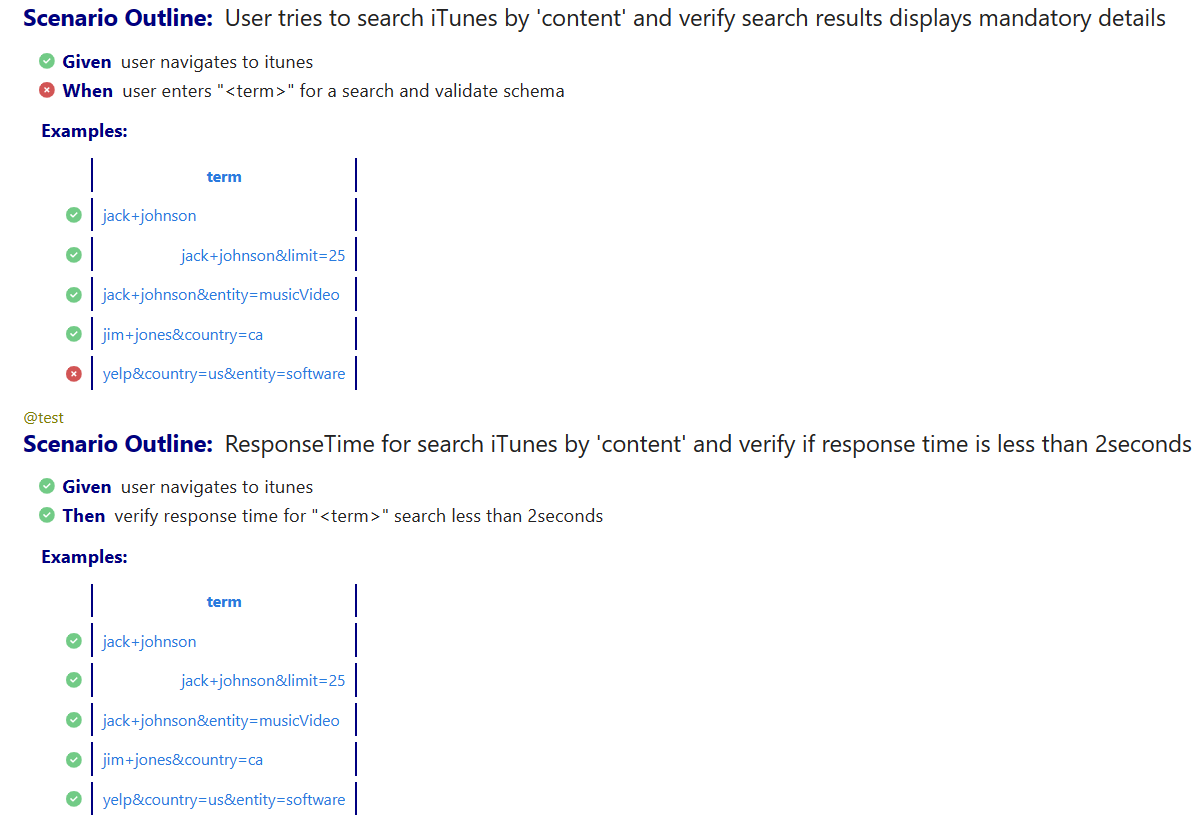 Scenario Outline: User tries to search iTunes by 'content' and verify search results displays mandatory details
Given user navigates to itunes
When user enters "<term>" for a search and validate schema
Examples:
term
jack+johnson
jack+johnson&limit=25
jack+johnson&entity=musicVideo
jim+jones&country=ca
yelp&country=us&entity=software
@test
Scenario Outline: ResponseTime for search iTunes by 'content' and verify if response time is less than 2seconds
Given user navigates to itunes
Then verify response time for "<term>" search less than 2seconds
Examples:
term
jack+johnson
jack+johnson&limit=25
jack+johnson&entity=musicVideo
jim+jones&country=ca
yelp&country=us&entity=software